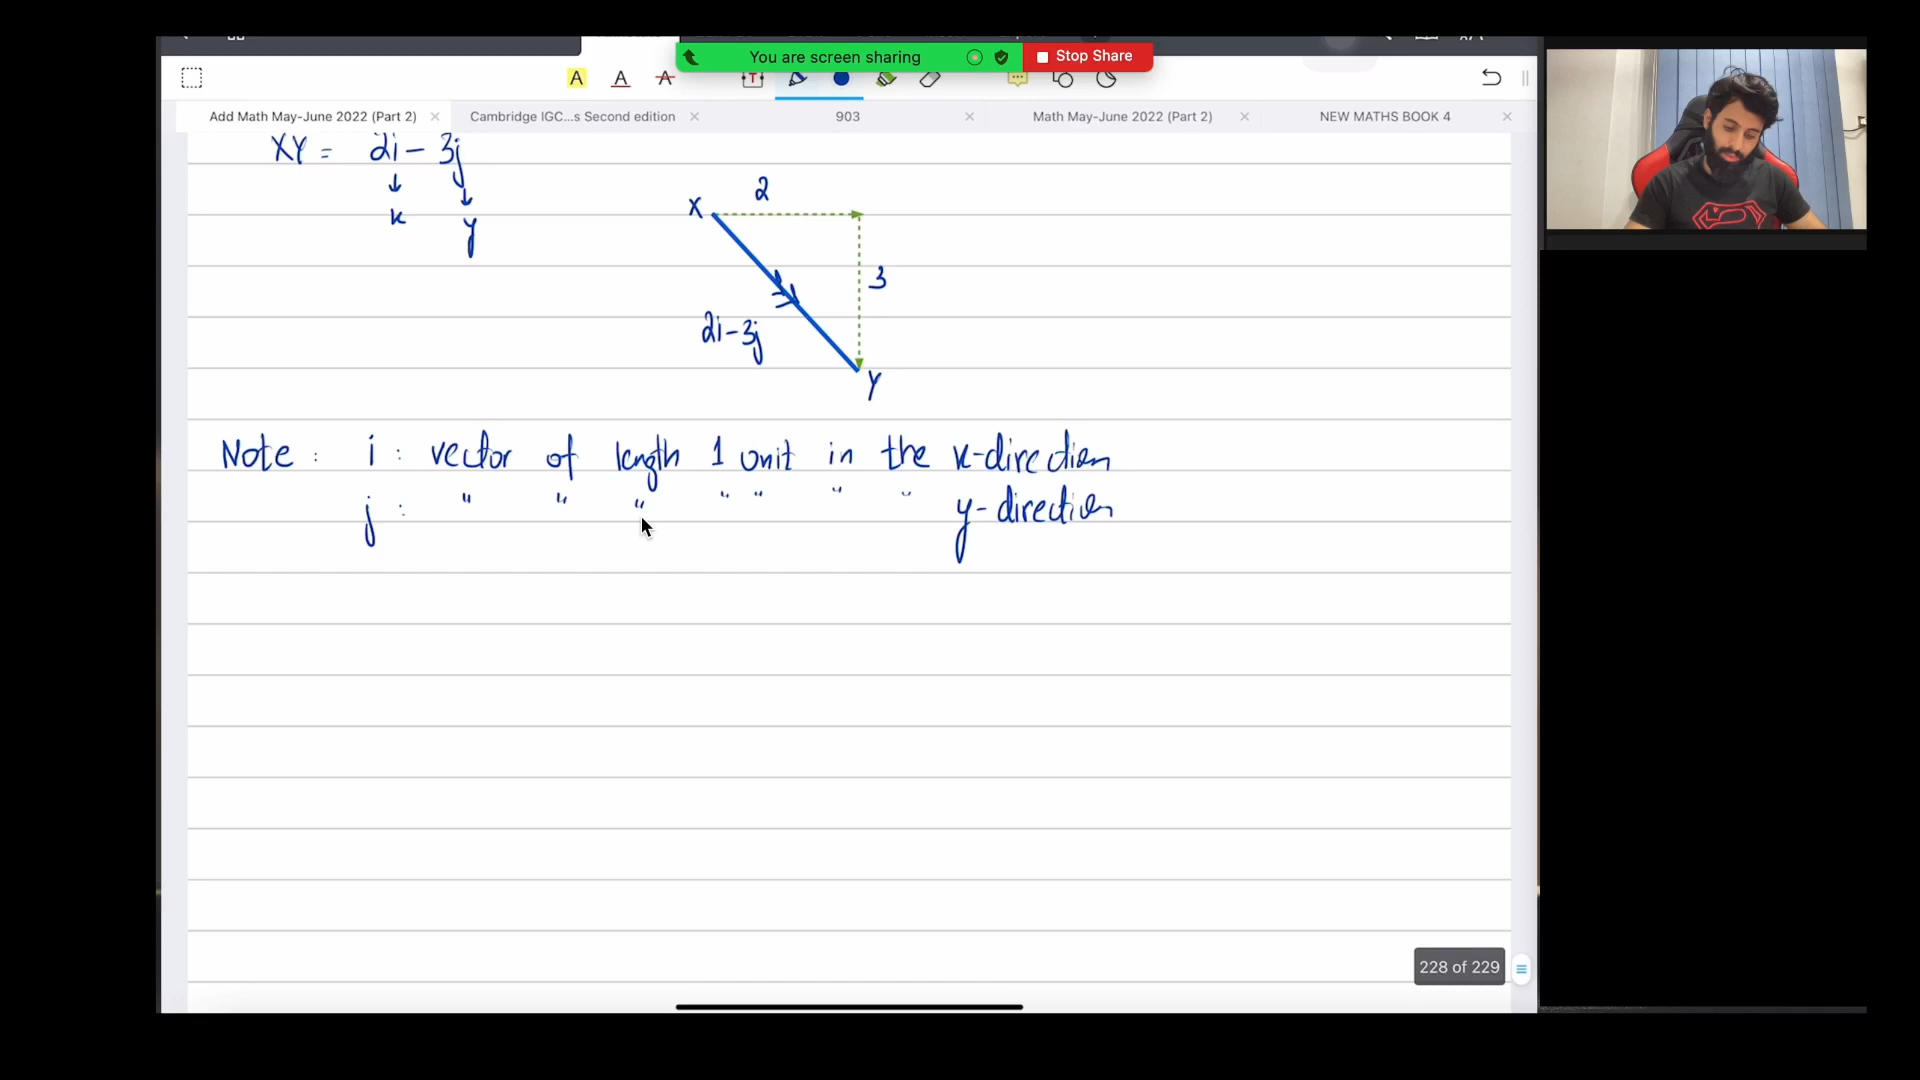 You are screen sharing
Stop Share
A A A T
Add Math May-June 2022 (Part 2)
Cambridge IGC...s Second edition
903
Math May-June 2022 (Part 2)
NEW MATHS BOOK 4
XY = 2i - 3j
x
y
X
2
3
2i-3j
Y
Note : i : vector of length 1 unit in the x-direction
j : " " " " " " " y-direction
228 of 229